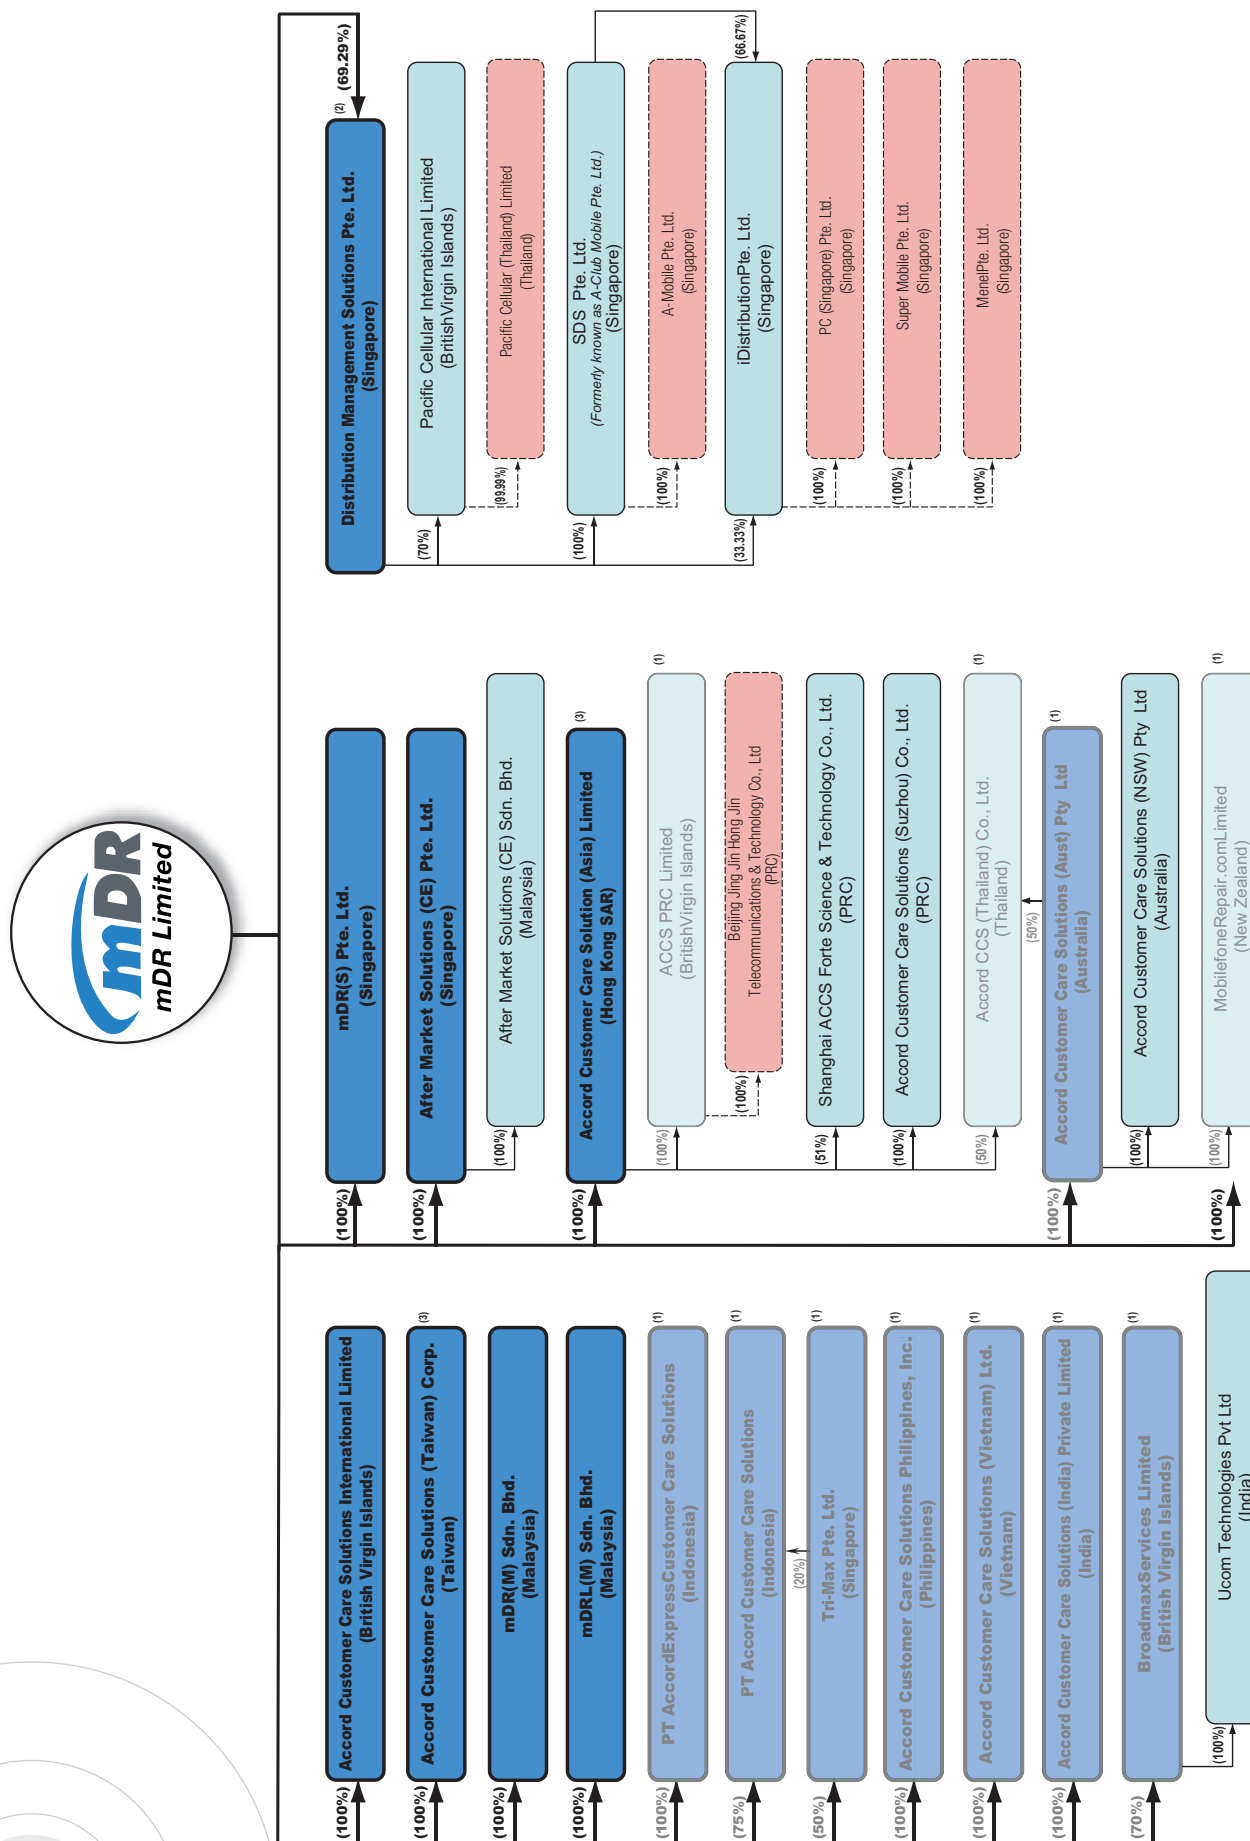 mDR
mDR Limited
(100%)
Accord Customer Care Solutions International Limited
(British Virgin Islands)
(100%)
Accord Customer Care Solutions (Taiwan) Corp.
(Taiwan)
(3)
(100%)
mDR(M) Sdn. Bhd.
(Malaysia)
(100%)
mDRL(M) Sdn. Bhd.
(Malaysia)
(100%)
PT AccordExpressCustomer Care Solutions
(Indonesia)
(1)
(75%)
PT Accord Customer Care Solutions
(Indonesia)
(1)
(20%)
(50%)
Tri-Max Pte. Ltd.
(Singapore)
(1)
(100%)
Accord Customer Care Solutions Philippines, Inc.
(Philippines)
(1)
(100%)
Accord Customer Care Solutions (Vietnam) Ltd.
(Vietnam)
(1)
(100%)
Accord Customer Care Solutions (India) Private Limited
(India)
(1)
(70%)
BroadmaxServices Limited
(British Virgin Islands)
(1)
(100%)
Ucom Technologies Pvt Ltd
(India)
(100%)
mDR(S) Pte. Ltd.
(Singapore)
(100%)
After Market Solutions (CE) Pte. Ltd.
(Singapore)
(100%)
After Market Solutions (CE) Sdn. Bhd.
(Malaysia)
(100%)
Accord Customer Care Solution (Asia) Limited
(Hong Kong SAR)
(3)
(100%)
ACCS PRC Limited
(BritishVirgin Islands)
(1)
(100%)
Beijing Jing Jin Hong Jin
Telecommunications & Technology Co., Ltd
(PRC)
(51%)
Shanghai ACCS Forte Science & Technology Co., Ltd.
(PRC)
(100%)
Accord Customer Care Solutions (Suzhou) Co., Ltd.
(PRC)
(50%)
Accord CCS (Thailand) Co., Ltd.
(Thailand)
(1)
(50%)
(100%)
Accord Customer Care Solutions (Aust) Pty Ltd
(Australia)
(1)
(100%)
Accord Customer Care Solutions (NSW) Pty Ltd
(Australia)
(100%)
MobilefoneRepair.comLimited
(New Zealand)
(1)
(100%)
(69.29%)
Distribution Management Solutions Pte. Ltd.
(Singapore)
(2)
(70%)
Pacific Cellular International Limited
(BritishVirgin Islands)
(99.99%)
Pacific Cellular (Thailand) Limited
(Thailand)
(100%)
SDS Pte. Ltd.
(Formerly known as A-Club Mobile Pte. Ltd.)
(Singapore)
(100%)
A-Mobile Pte. Ltd.
(Singapore)
(66.67%)
(33.33%)
iDistributionPte. Ltd.
(Singapore)
(100%)
PC (Singapore) Pte. Ltd.
(Singapore)
(100%)
Super Mobile Pte. Ltd.
(Singapore)
(100%)
MenelPte. Ltd.
(Singapore)